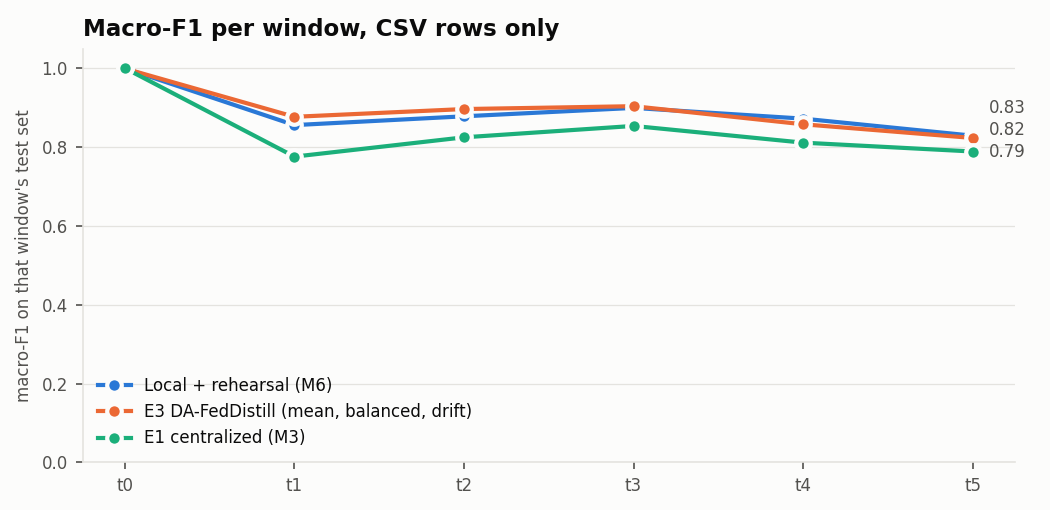 Macro-F1 per window, CSV rows only
macro-F1 on that window's test set
1.0
0.8
0.6
0.4
0.2
0.0
0.83
0.82
0.79
Local + rehearsal (M6)
E3 DA-FedDistill (mean, balanced, drift)
E1 centralized (M3)
t0 t1 t2 t3 t4 t5